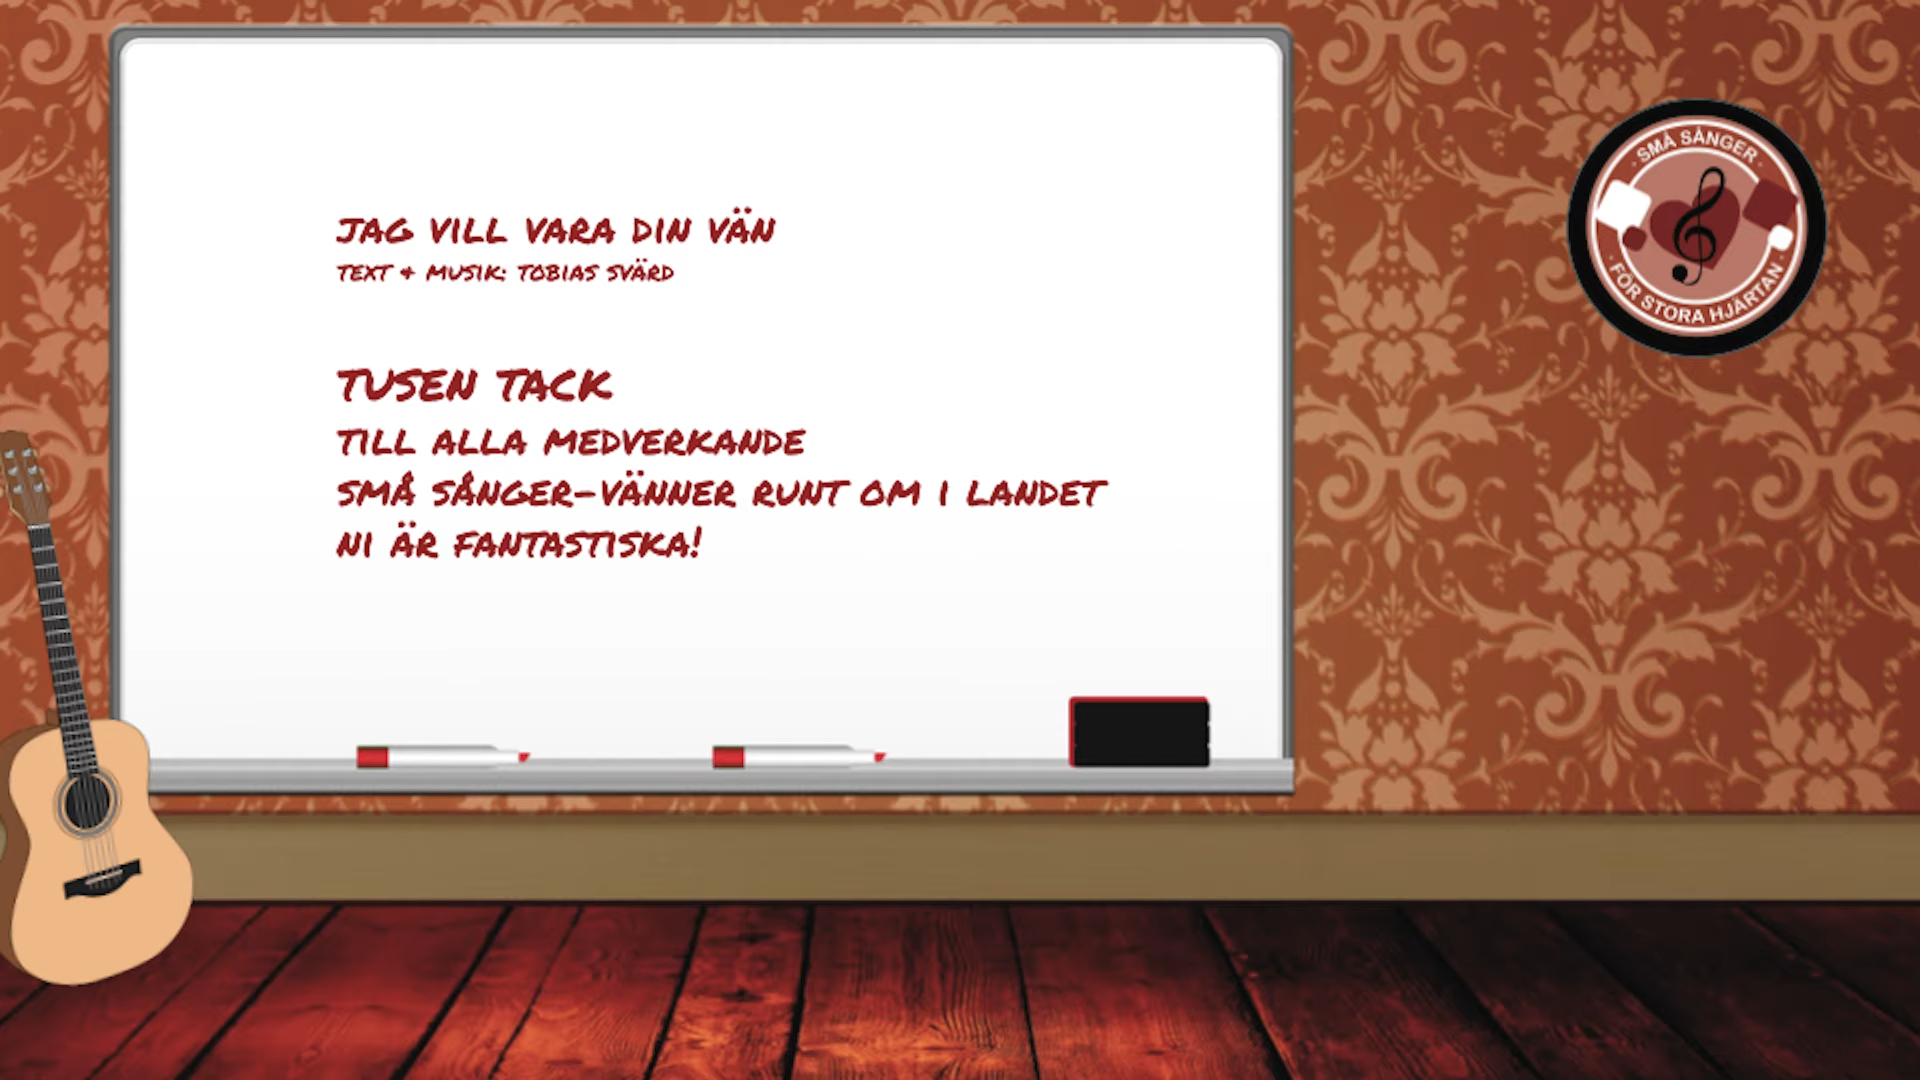 JAG VILL VARA DIN VÄN
TEXT & MUSIK: TOBIAS SVÄRD
TUSEN TACK
TILL ALLA MEDVERKANDE
SMÅ SÅNGER-VÄNNER RUNT OM I LANDET
NI ÄR FANTASTISKA!
· SMÅ SÅNGER ·
· FÖR STORA HJÄRTAN ·